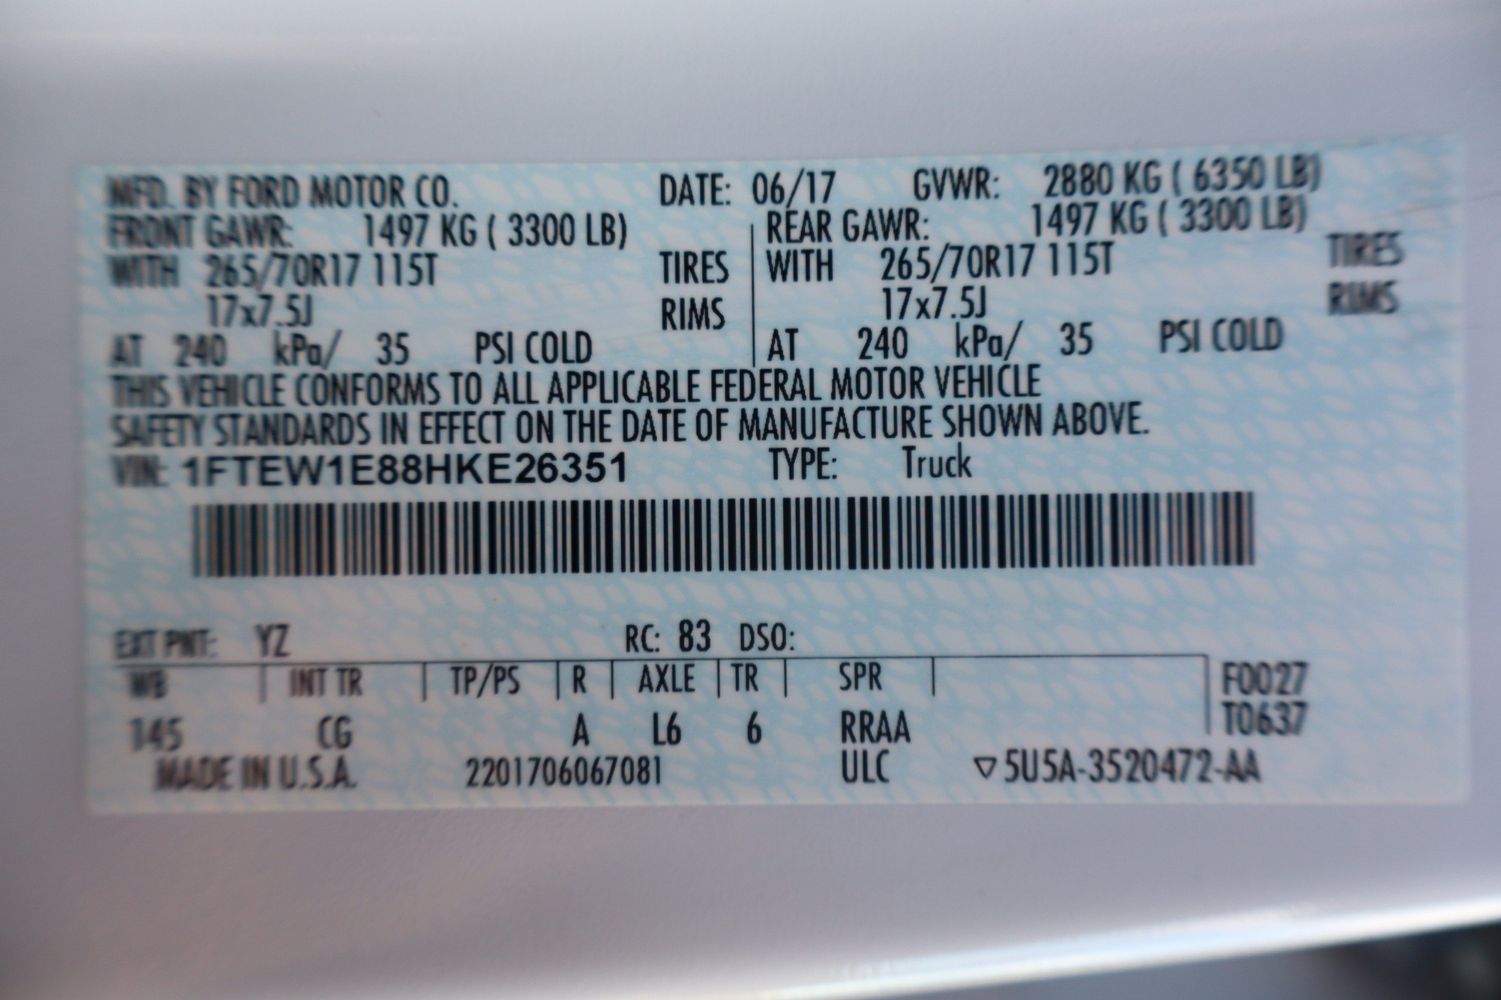 MFD. BY FORD MOTOR CO. DATE: 06/17 GVWR: 2880 KG ( 6350 LB)
FRONT GAWR: 1497 KG ( 3300 LB) REAR GAWR: 1497 KG ( 3300 LB)
WITH 265/70R17 115T TIRES WITH 265/70R17 115T TIRES
17x7.5J RIMS 17x7.5J RIMS
AT 240 kPa/ 35 PSI COLD AT 240 kPa/ 35 PSI COLD
THIS VEHICLE CONFORMS TO ALL APPLICABLE FEDERAL MOTOR VEHICLE
SAFETY STANDARDS IN EFFECT ON THE DATE OF MANUFACTURE SHOWN ABOVE.
VIN: 1FTEW1E88HKE26351 TYPE: Truck
EXT PNT: YZ RC: 83 DSO:
WB INT TR TP/PS R AXLE TR SPR F0027
145 CG A L6 6 RRAA T0637
MADE IN U.S.A. 2201706067081 ULC ▽5U5A-3520472-AA